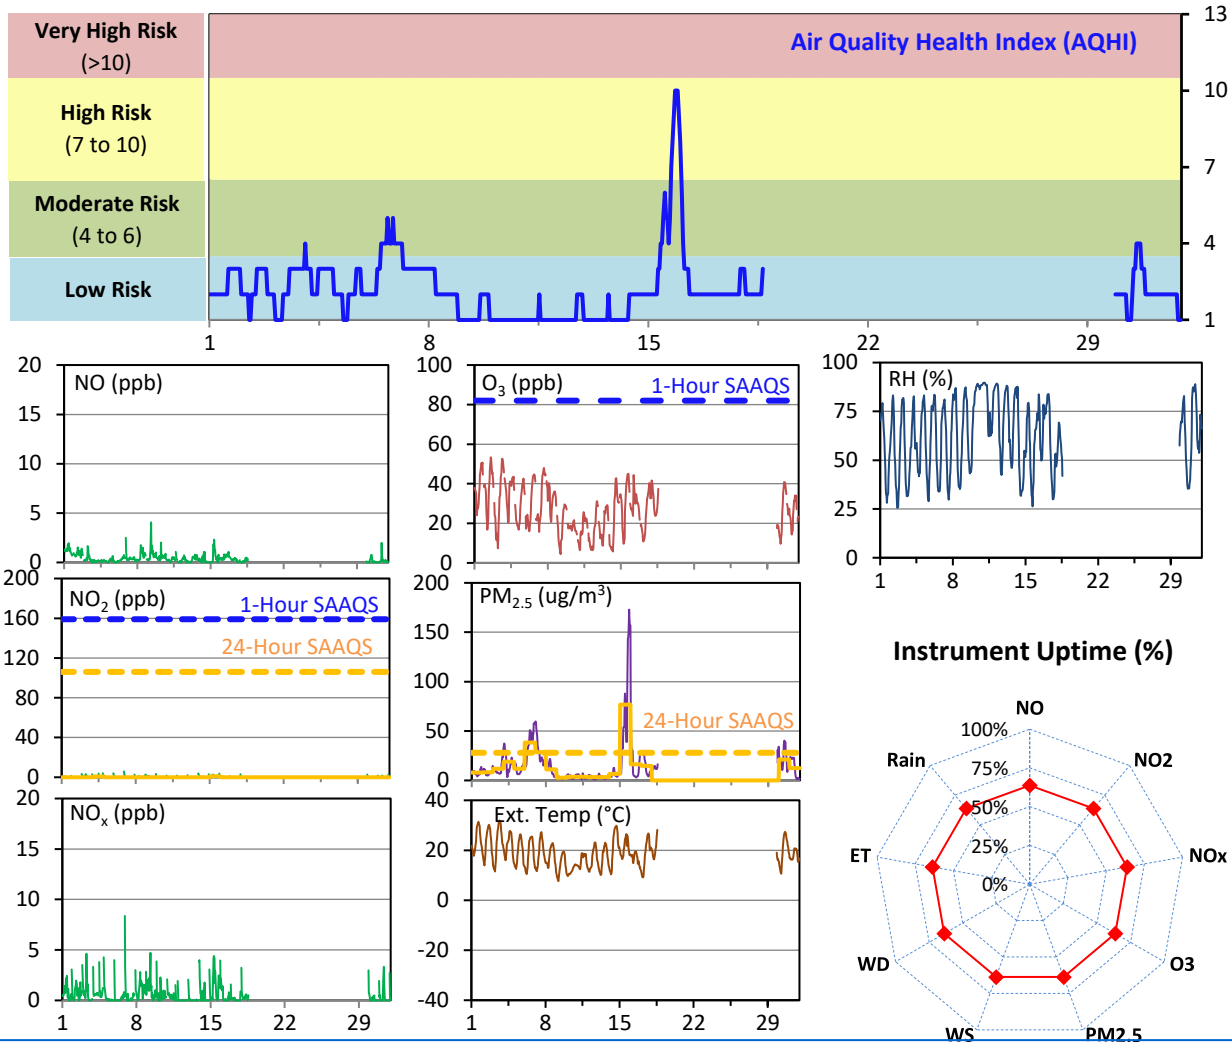 Very High Risk
(>10)
High Risk
(7 to 10)
Moderate Risk
(4 to 6)
Low Risk
Air Quality Health Index (AQHI)
13
10
7
4
1
1 8 15 22 29
NO (ppb)
20
15
10
5
0
O3 (ppb)
1-Hour SAAQS
100
80
60
40
20
0
RH (%)
100
75
50
25
0
1 8 15 22 29
NO2 (ppb)
1-Hour SAAQS
24-Hour SAAQS
200
160
120
80
40
0
PM2.5 (ug/m3)
24-Hour SAAQS
200
150
100
50
0
NOx (ppb)
20
15
10
5
0
1 8 15 22 29
Ext. Temp (°C)
40
20
0
-20
-40
1 8 15 22 29
Instrument Uptime (%)
NO
NO2
NOx
O3
PM2.5
WS
WD
ET
Rain
100%
75%
50%
25%
0%